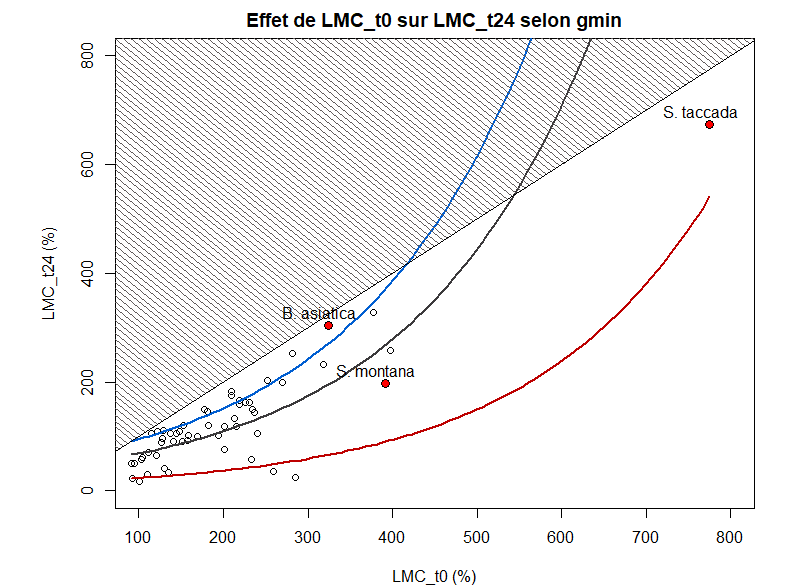 Effet de LMC_t0 sur LMC_t24 selon gmin
800
600
400
200
0
LMC_t24 (%)
S. taccada
B. asiatica
S. montana
100 200 300 400 500 600 700 800
LMC_t0 (%)